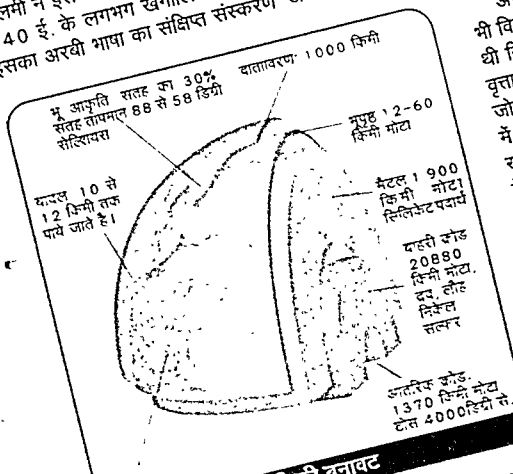 40 ई. के लगभग
इसका अरबी भाषा का संक्षिप्त संस्करण
भू आकृति सतह का 30%
सतह तापमान 88 से 58 डिग्री
सेल्सियस
वातावरण 1000 किमी
भूपृष्ठ 12-60
किमी मोटा
बादल 10 से
12 किमी तक
पाये जाते है।
मैटल 1900
किमी मोटा
सिलिकेट पदार्थ
बाहरी क्रोड
20880
किमी मोटा,
द्रव, लौह
निकेल
सल्फर
आंतरिक क्रोड,
1370 किमी मोटा
ठोस 4000 डिग्री से.
बनावट
भी
थी
वृत्ता
जो
में